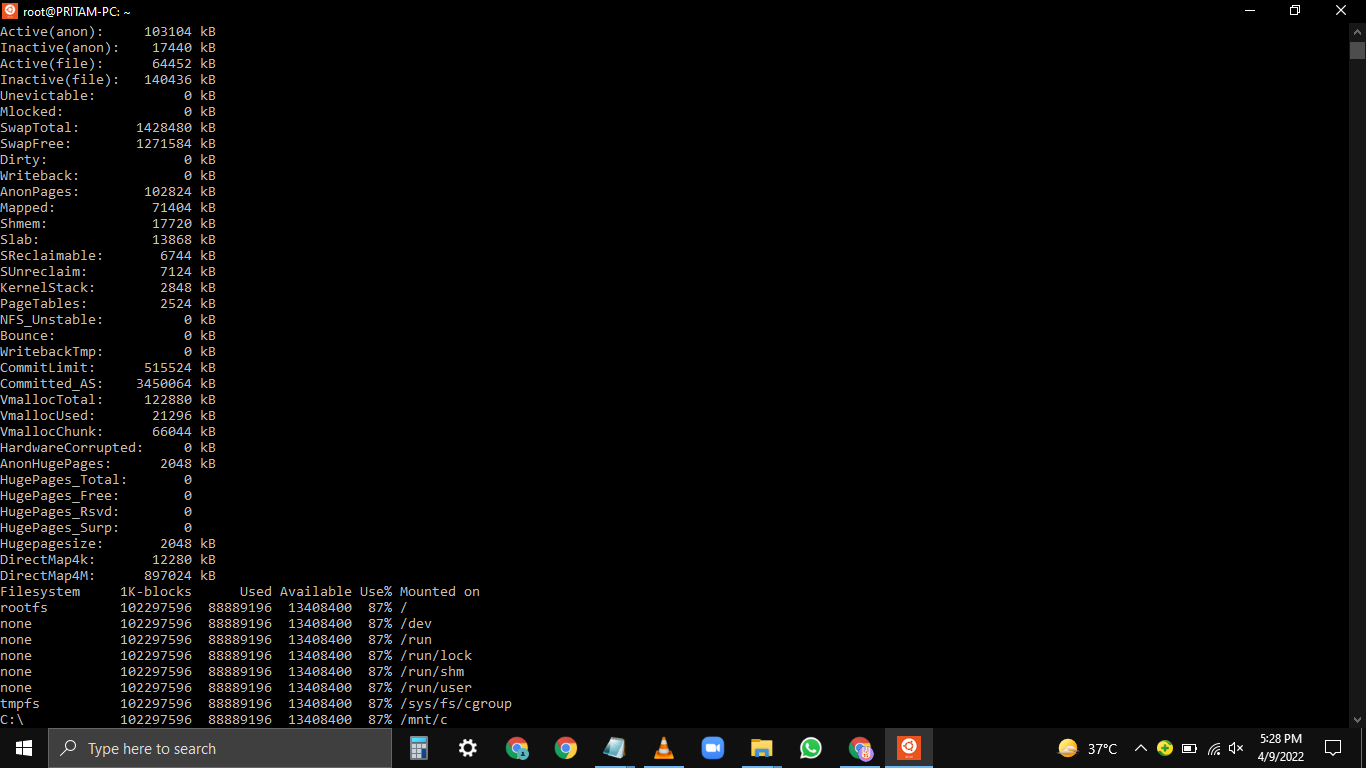 root@PRITAM-PC: ~
Active(anon): 103104 kB
Inactive(anon): 17440 kB
Active(file): 64452 kB
Inactive(file): 140436 kB
Unevictable: 0 kB
Mlocked: 0 kB
SwapTotal: 1428480 kB
SwapFree: 1271584 kB
Dirty: 0 kB
Writeback: 0 kB
AnonPages: 102824 kB
Mapped: 71404 kB
Shmem: 17720 kB
Slab: 13868 kB
SReclaimable: 6744 kB
SUnreclaim: 7124 kB
KernelStack: 2848 kB
PageTables: 2524 kB
NFS_Unstable: 0 kB
Bounce: 0 kB
WritebackTmp: 0 kB
CommitLimit: 515524 kB
Committed_AS: 3450064 kB
VmallocTotal: 122880 kB
VmallocUsed: 21296 kB
VmallocChunk: 66044 kB
HardwareCorrupted: 0 kB
AnonHugePages: 2048 kB
HugePages_Total: 0
HugePages_Free: 0
HugePages_Rsvd: 0
HugePages_Surp: 0
Hugepagesize: 2048 kB
DirectMap4k: 12280 kB
DirectMap4M: 897024 kB
Filesystem 1K-blocks Used Available Use% Mounted on
rootfs 102297596 88889196 13408400 87% /
none 102297596 88889196 13408400 87% /dev
none 102297596 88889196 13408400 87% /run
none 102297596 88889196 13408400 87% /run/lock
none 102297596 88889196 13408400 87% /run/shm
none 102297596 88889196 13408400 87% /run/user
tmpfs 102297596 88889196 13408400 87% /sys/fs/cgroup
C:\ 102297596 88889196 13408400 87% /mnt/c
Type here to search
37°C
5:28 PM
4/9/2022